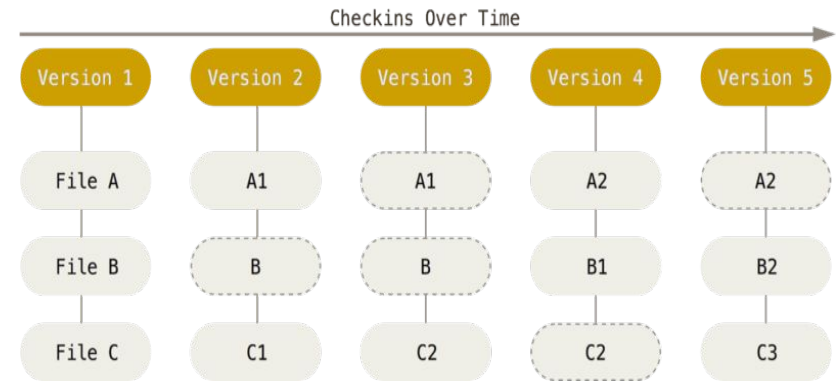 Checkins Over Time
Version 1 Version 2 Version 3 Version 4 Version 5
File A A1 A1 A2 A2
File B B B B1 B2
File C C1 C2 C2 C3